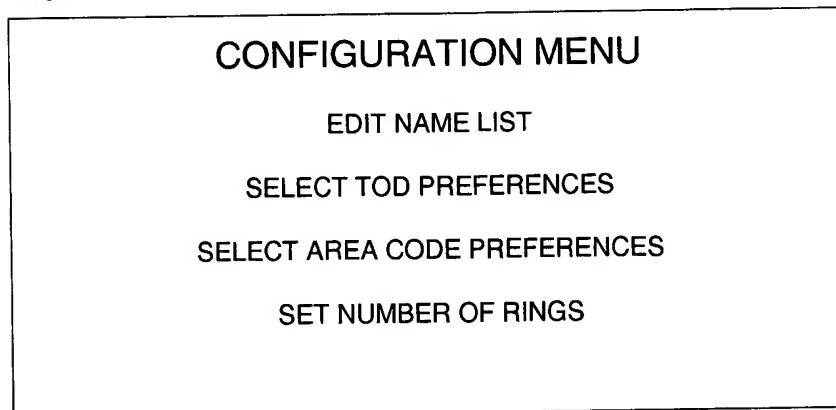 CONFIGURATION MENU
EDIT NAME LIST
SELECT TOD PREFERENCES
SELECT AREA CODE PREFERENCES
SET NUMBER OF RINGS